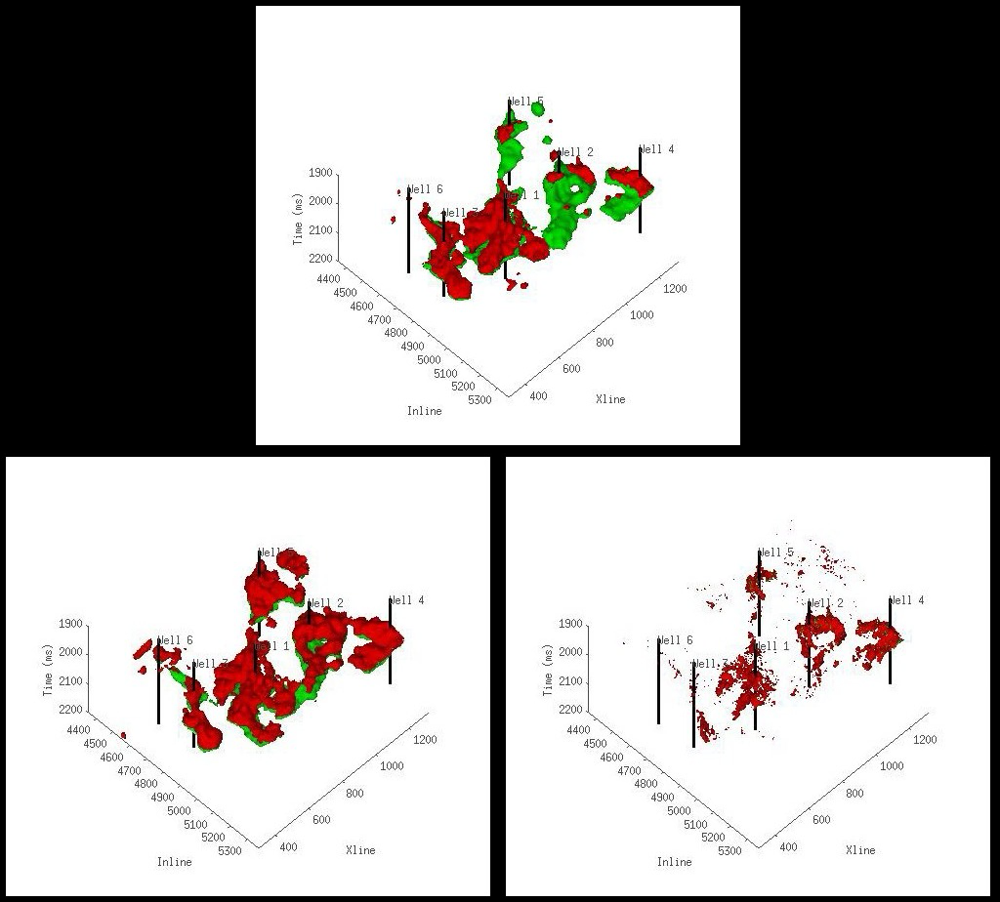 Well 5
Well 2
Well 4
Well 6
Well 1
1900
2000
2100
2200
Time (ms)
4400
4500
4600
4700
4800
4900
5000
5100
5200
5300
Inline
400
600
800
1000
1200
Xline
Well 2
Well 4
Well 6
Well 1
1900
2000
2100
2200
Time (ms)
4400
4500
4600
4700
4800
4900
5000
5100
5200
5300
Inline
400
600
800
1000
1200
Xline
Well 5
Well 2
Well 4
Well 6
Well 1
1900
2000
2100
2200
Time (ms)
4400
4500
4600
4700
4800
4900
5000
5100
5200
5300
Inline
400
600
800
1000
1200
Xline